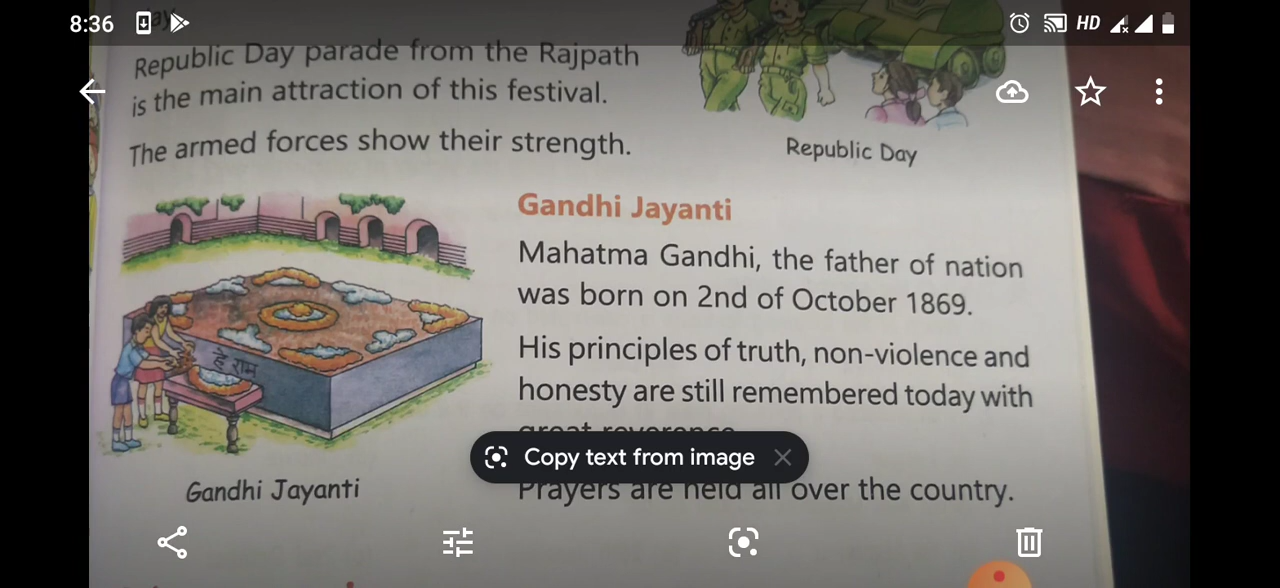 8:36
HD
Republic Day parade from the Rajpath
is the main attraction of this festival.
The armed forces show their strength.
Republic Day
Gandhi Jayanti
Mahatma Gandhi, the father of nation
was born on 2nd of October 1869.
His principles of truth, non-violence and
honesty are still remembered today with
great reverence.
Copy text from image
Prayers are held all over the country.
हे राम
Gandhi Jayanti